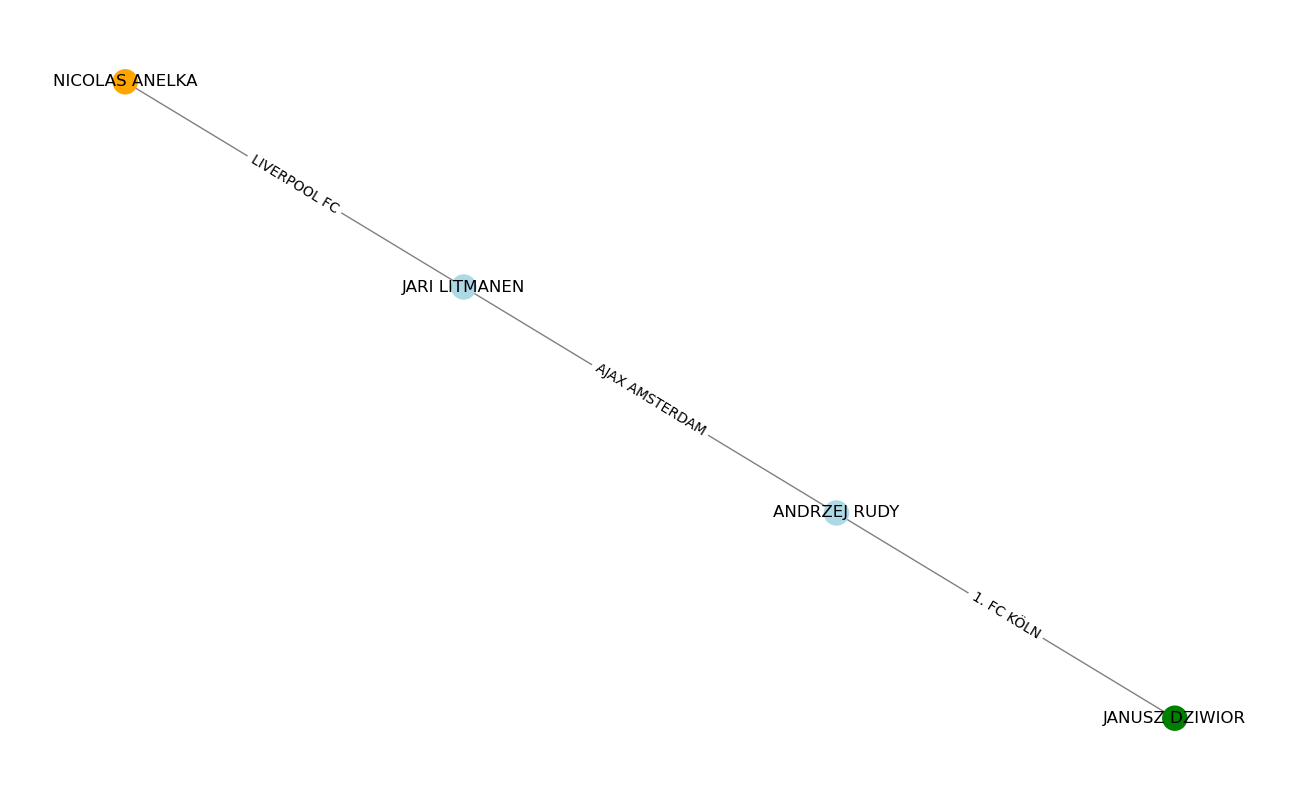 NICOLAS ANELKA
LIVERPOOL FC
JARI LITMANEN
AJAX AMSTERDAM
ANDRZEJ RUDY
1. FC KÖLN
JANUSZ DZIWIOR